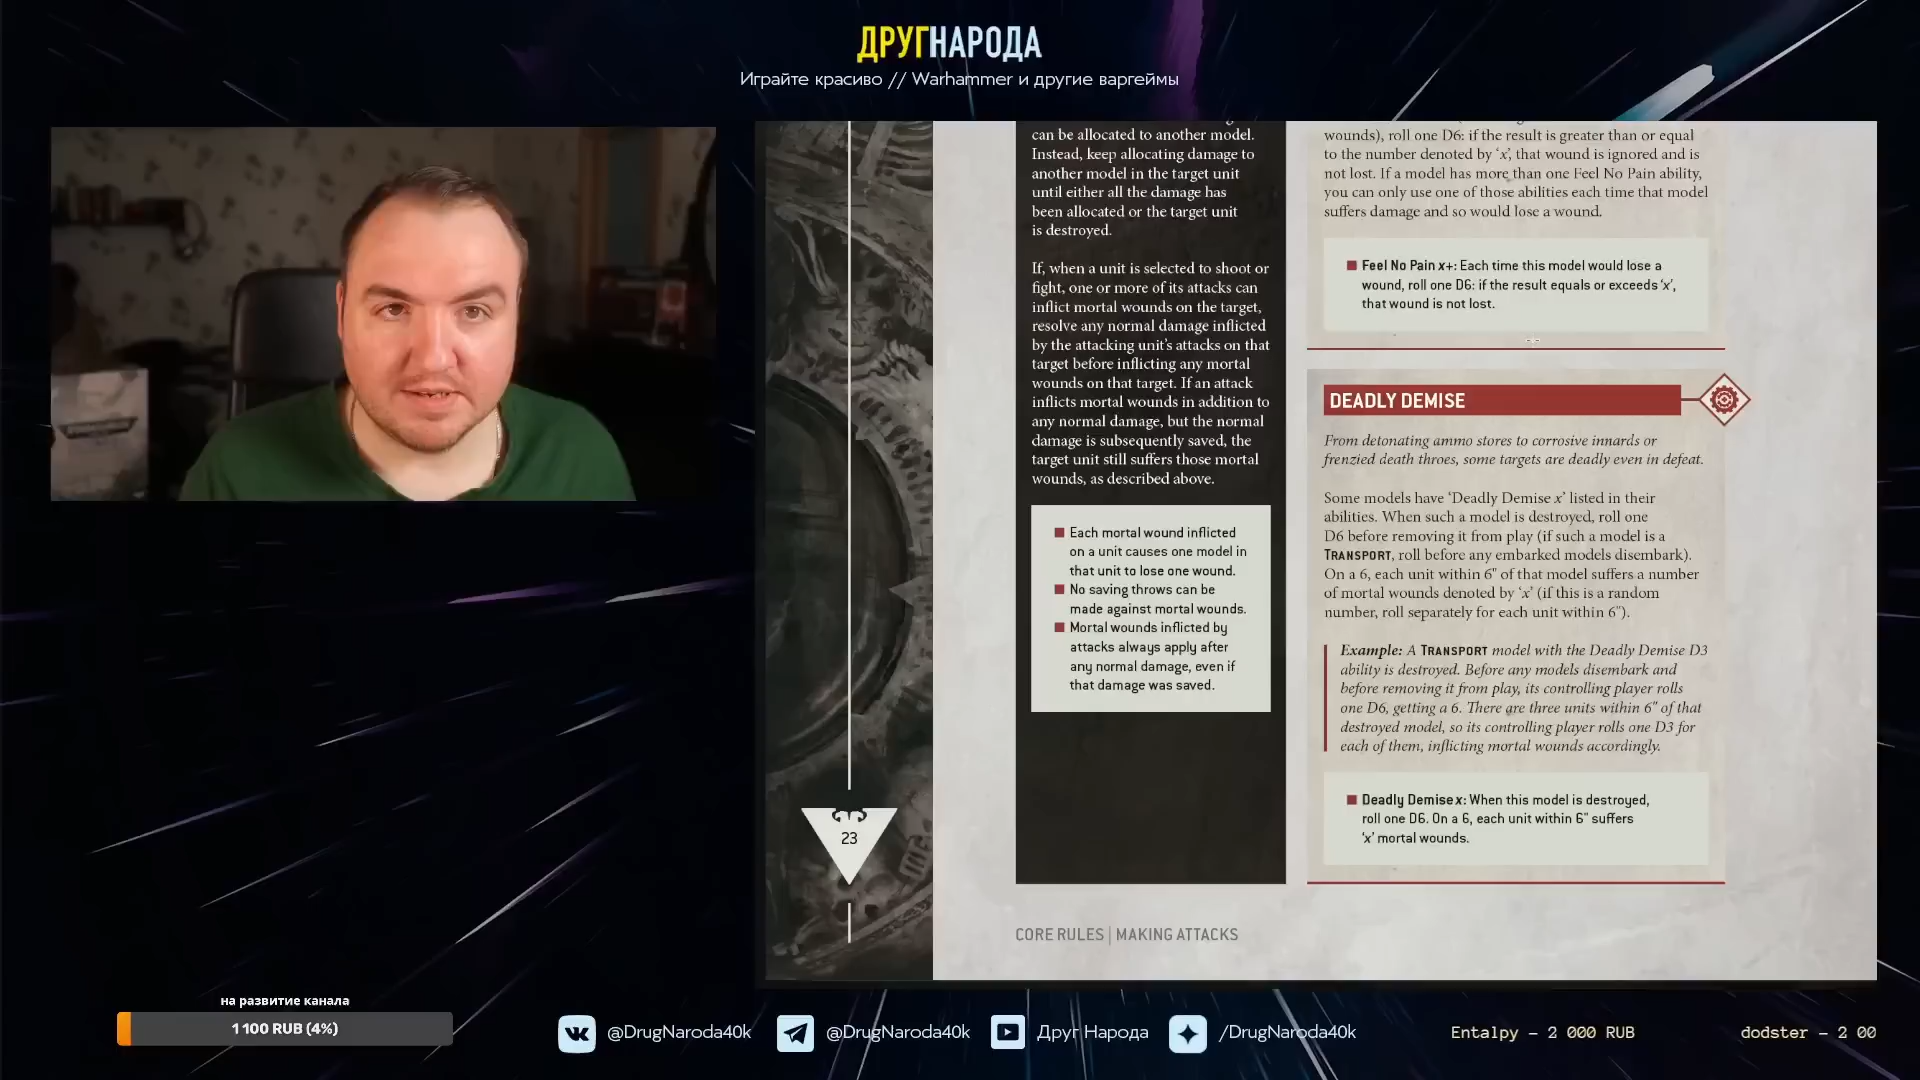 ДРУГНАРОДА
Играйте красиво // Warhammer и другие варгеймы
can be allocated to another model.
Instead, keep allocating damage to
another model in the target unit
until either all the damage has
been allocated or the target unit
is destroyed.
If, when a unit is selected to shoot or
fight, one or more of its attacks can
inflict mortal wounds on the target,
resolve any normal damage inflicted
by the attacking unit's attacks on that
target before inflicting any mortal
wounds on that target. If an attack
inflicts mortal wounds in addition to
any normal damage, but the normal
damage is subsequently saved, the
target unit still suffers those mortal
wounds, as described above.
Each mortal wound inflicted
on a unit causes one model in
that unit to lose one wound.
No saving throws can be
made against mortal wounds.
Mortal wounds inflicted by
attacks always apply after
any normal damage, even if
that damage was saved.
wounds), roll one D6: if the result is greater than or equal
to the number denoted by ‘x’, that wound is ignored and is
not lost. If a model has more than one Feel No Pain ability,
you can only use one of those abilities each time that model
suffers damage and so would lose a wound.
Feel No Pain x+: Each time this model would lose a
wound, roll one D6: if the result equals or exceeds ‘x’,
that wound is not lost.
DEADLY DEMISE
From detonating ammo stores to corrosive innards or
frenzied death throes, some targets are deadly even in defeat.
Some models have ‘Deadly Demise x’ listed in their
abilities. When such a model is destroyed, roll one
D6 before removing it from play (if such a model is a
TRANSPORT, roll before any embarked models disembark).
On a 6, each unit within 6" of that model suffers a number
of mortal wounds denoted by ‘x’ (if this is a random
number, roll separately for each unit within 6").
Example: A TRANSPORT model with the Deadly Demise D3
ability is destroyed. Before any models disembark and
before removing it from play, its controlling player rolls
one D6, getting a 6. There are three units within 6" of that
destroyed model, so its controlling player rolls one D3 for
each of them, inflicting mortal wounds accordingly.
Deadly Demise x: When this model is destroyed,
roll one D6. On a 6, each unit within 6" suffers
‘x’ mortal wounds.
23
CORE RULES | MAKING ATTACKS
на развитие канала
1 100 RUB (4%)
@DrugNaroda40k
@DrugNaroda40k
Друг Народа
/DrugNaroda40k
Entalpy – 2 000 RUB
dodster – 2 00